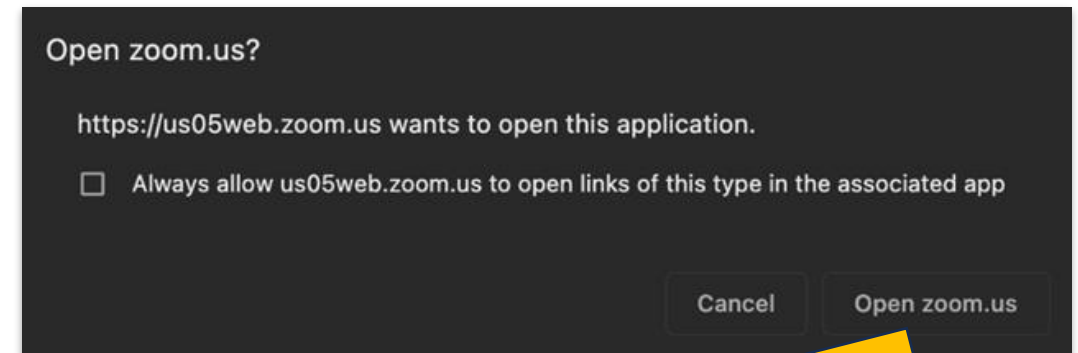 Open zoom.us?
https://us05web.zoom.us wants to open this application.
Always allow us05web.zoom.us to open links of this type in the associated app
Cancel
Open zoom.us